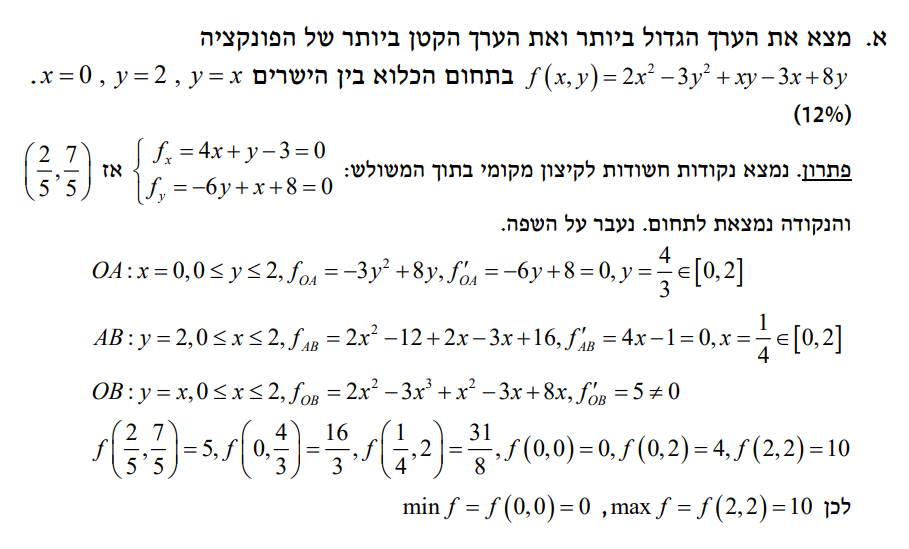 א. מצא את הערך הגדול ביותר ואת הערך הקטן ביותר של הפונקציה
f(x,y)=2x²−3y²+xy−3x+8y בתחום הכלוא בין הישרים x=0, y=2, y=x.
(12%)
פתרון. נמצא נקודות חשודות לקיצון מקומי בתוך המשולש: { f_x=4x+y−3=0 f_y=−6y+x+8=0 אז (2/5, 7/5)
והנקודה נמצאת לתחום. נעבר על השפה.
OA: x=0, 0≤y≤2, f_OA=−3y²+8y, f′_OA=−6y+8=0, y=4/3∈[0,2]
AB: y=2, 0≤x≤2, f_AB=2x²−12+2x−3x+16, f′_AB=4x−1=0, x=1/4∈[0,2]
OB: y=x, 0≤x≤2, f_OB=2x²−3x³+x²−3x+8x, f′_OB=5≠0
f(2/5, 7/5)=5, f(0, 4/3)=16/3, f(1/4, 2)=31/8, f(0,0)=0, f(0,2)=4, f(2,2)=10
לכן max f=f(2,2)=10, min f=f(0,0)=0